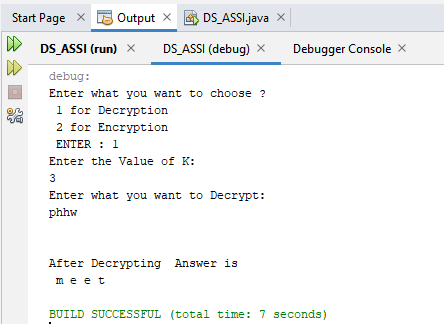 Start Page Output DS_ASSI.java
DS_ASSI (run) DS_ASSI (debug) Debugger Console
debug:
Enter what you want to choose ?
1 for Decryption
2 for Encryption
ENTER : 1
Enter the Value of K:
3
Enter what you want to Decrypt:
phhw
After Decrypting  Answer is
m e e t
BUILD SUCCESSFUL (total time: 7 seconds)